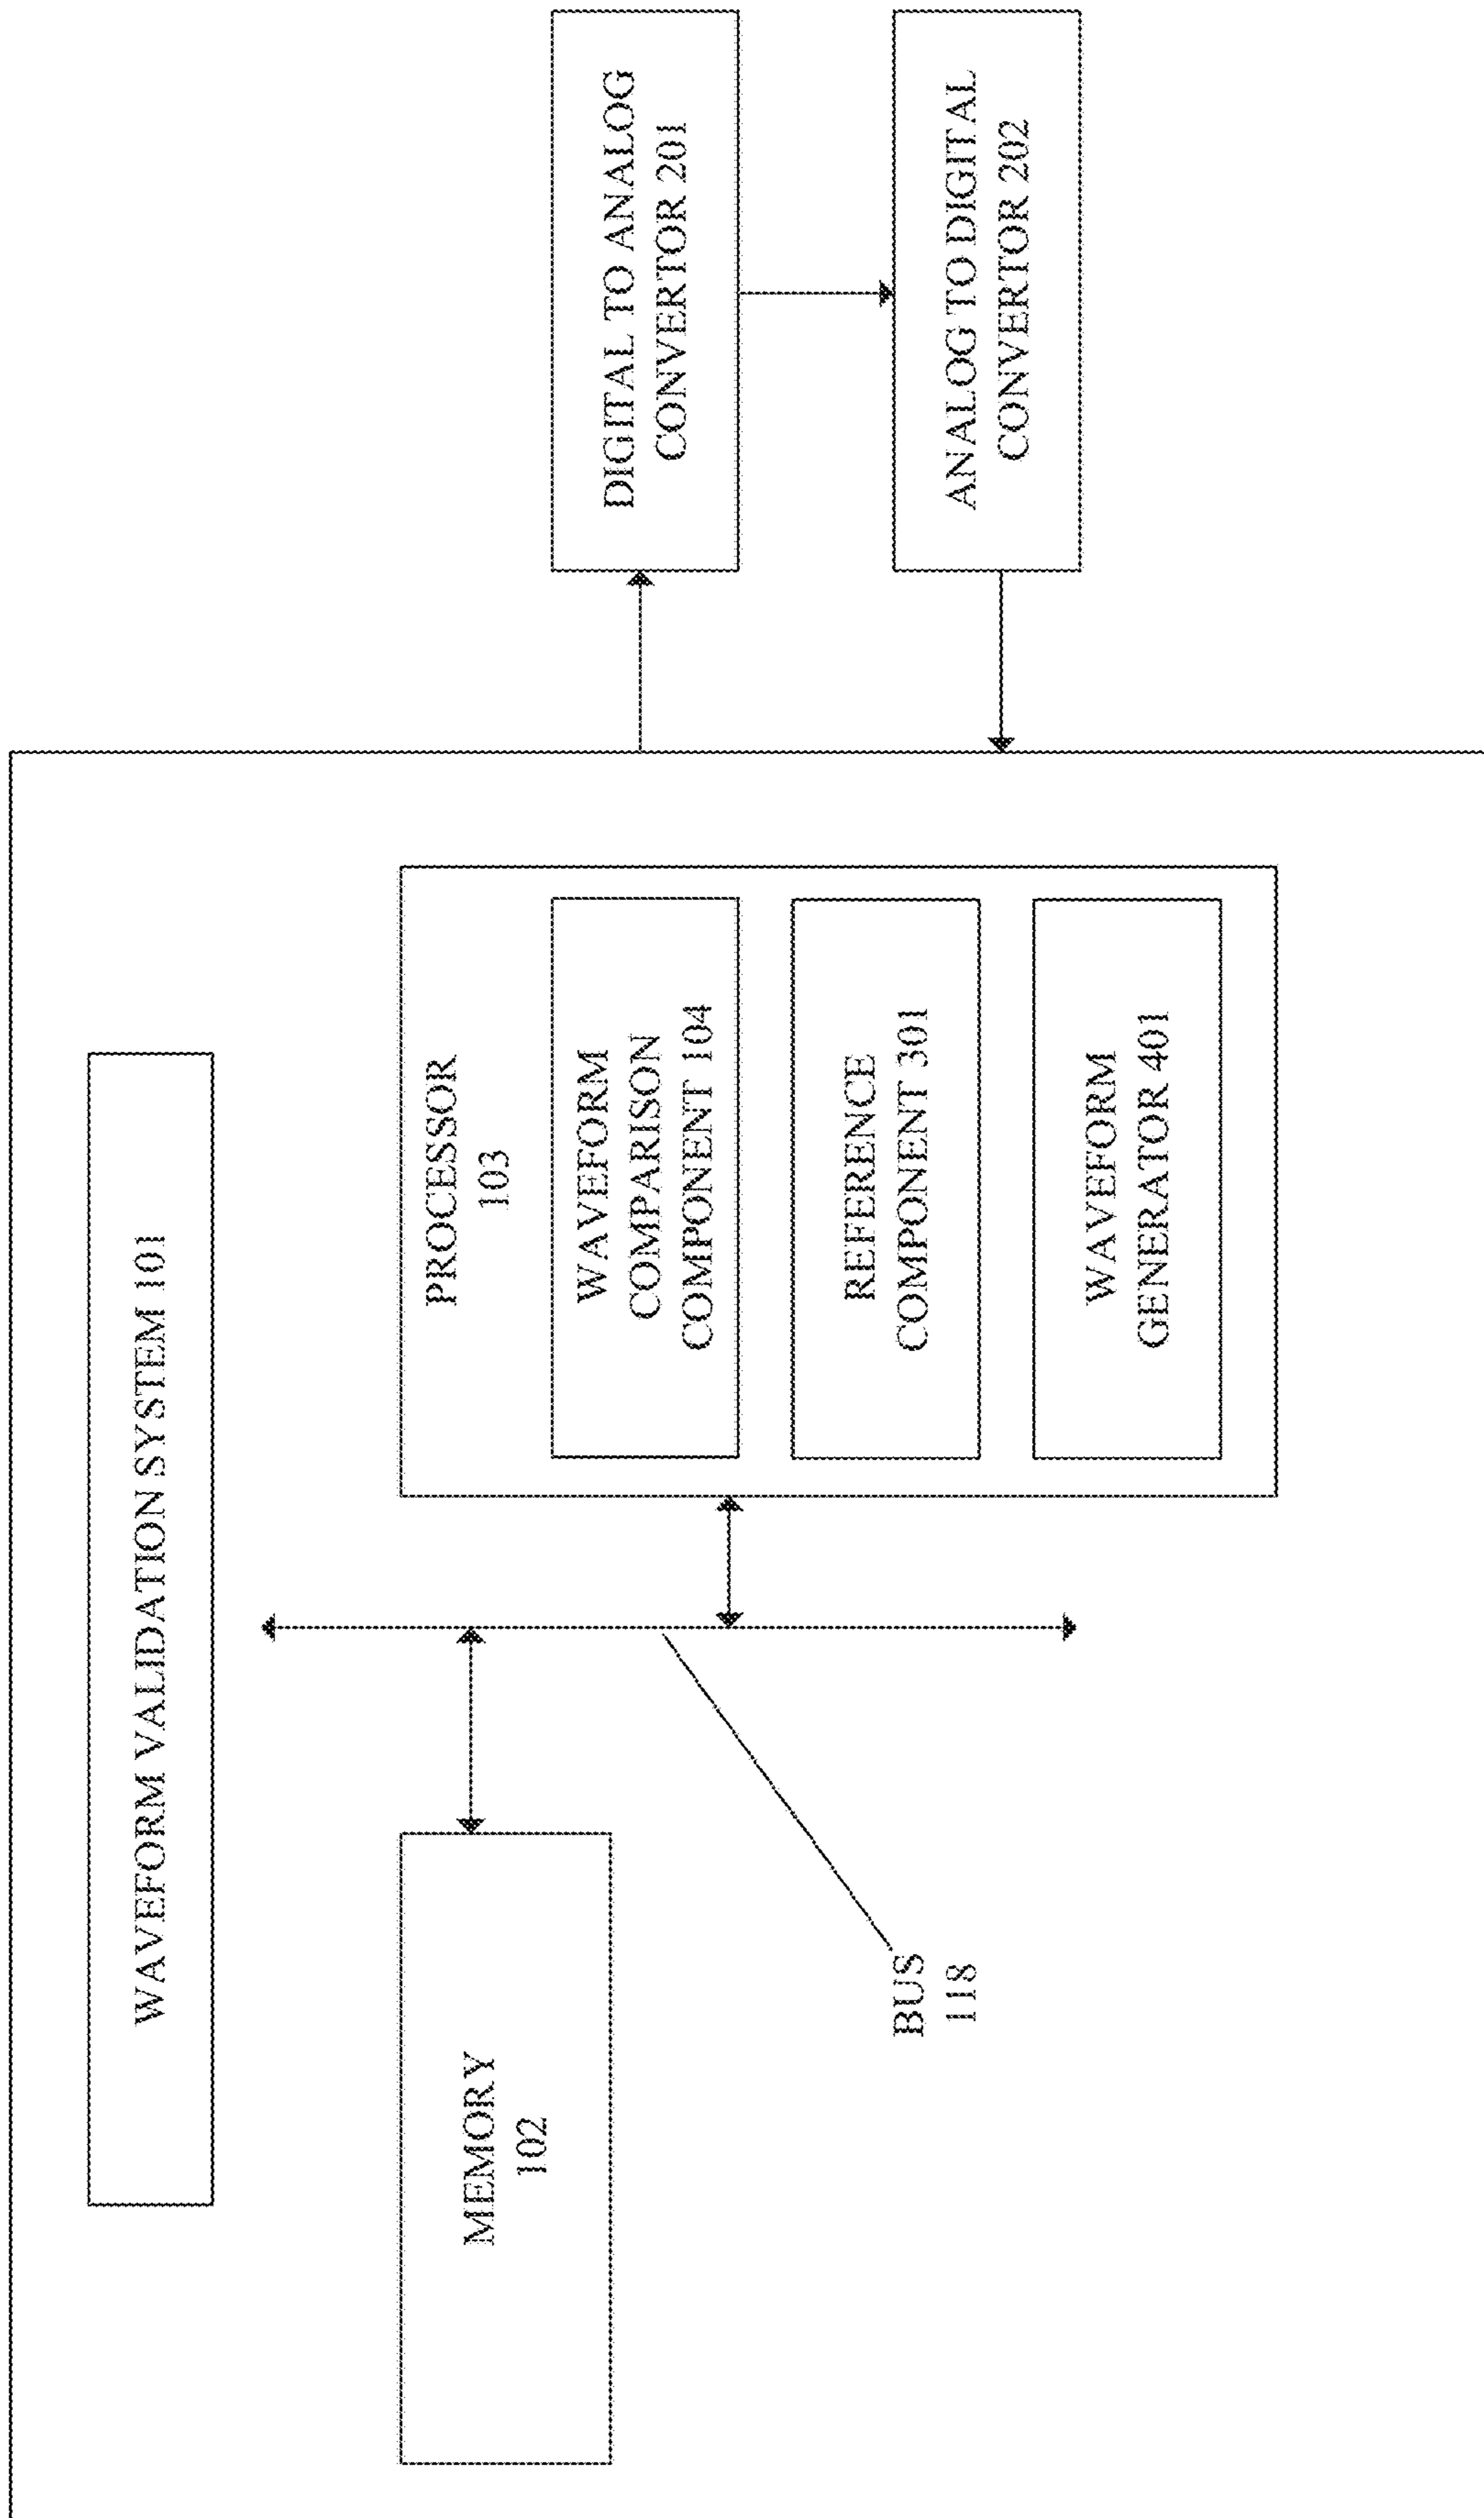 WAVEFORM VALIDATION SYSTEM 101
MEMORY
102
BUS
118
PROCESSOR
103
WAVEFORM
COMPARISON
COMPONENT 104
REFERENCE
COMPONENT 301
WAVEFORM
GENERATOR 401
DIGITAL TO ANALOG
CONVERTOR 201
ANALOG TO DIGITAL
CONVERTOR 202